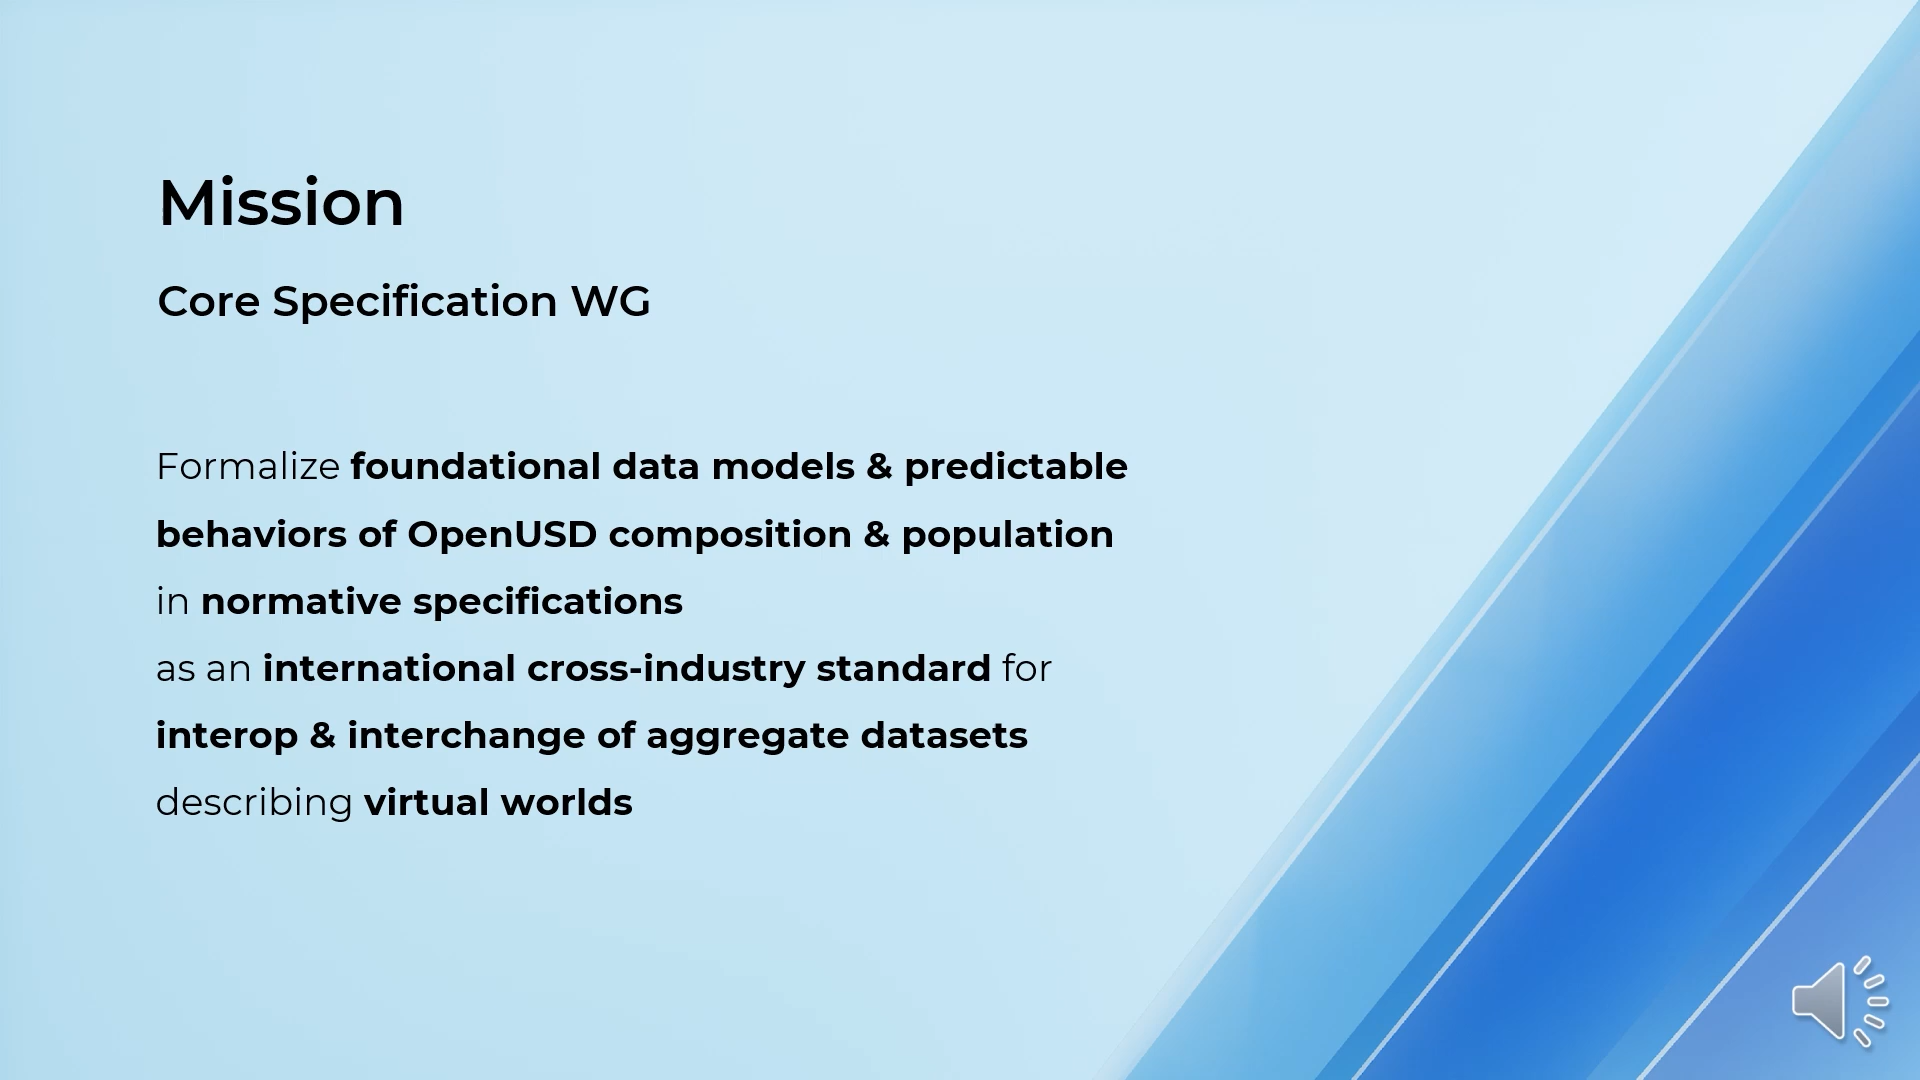 Mission
Core Specification WG
Formalize foundational data models & predictable
behaviors of OpenUSD composition & population
in normative specifications
as an international cross-industry standard for
interop & interchange of aggregate datasets
describing virtual worlds